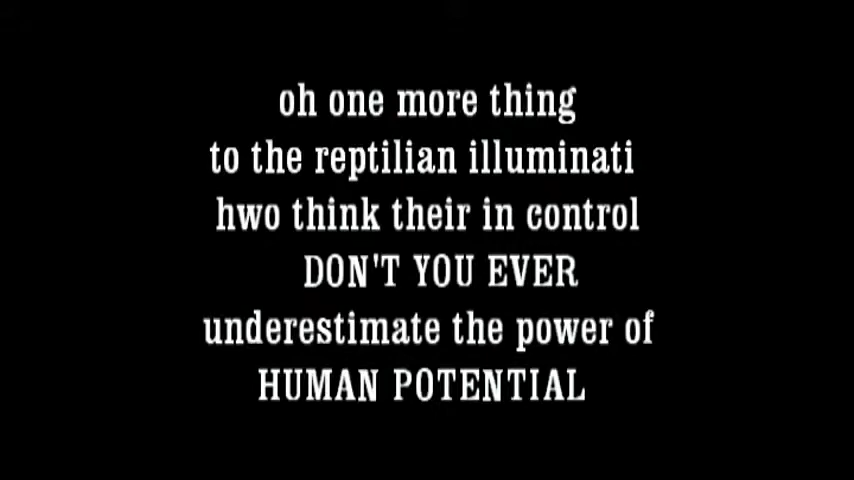 oh one more thing
to the reptilian illuminati
hwo think their in control
DON'T YOU EVER
underestimate the power of
HUMAN POTENTIAL